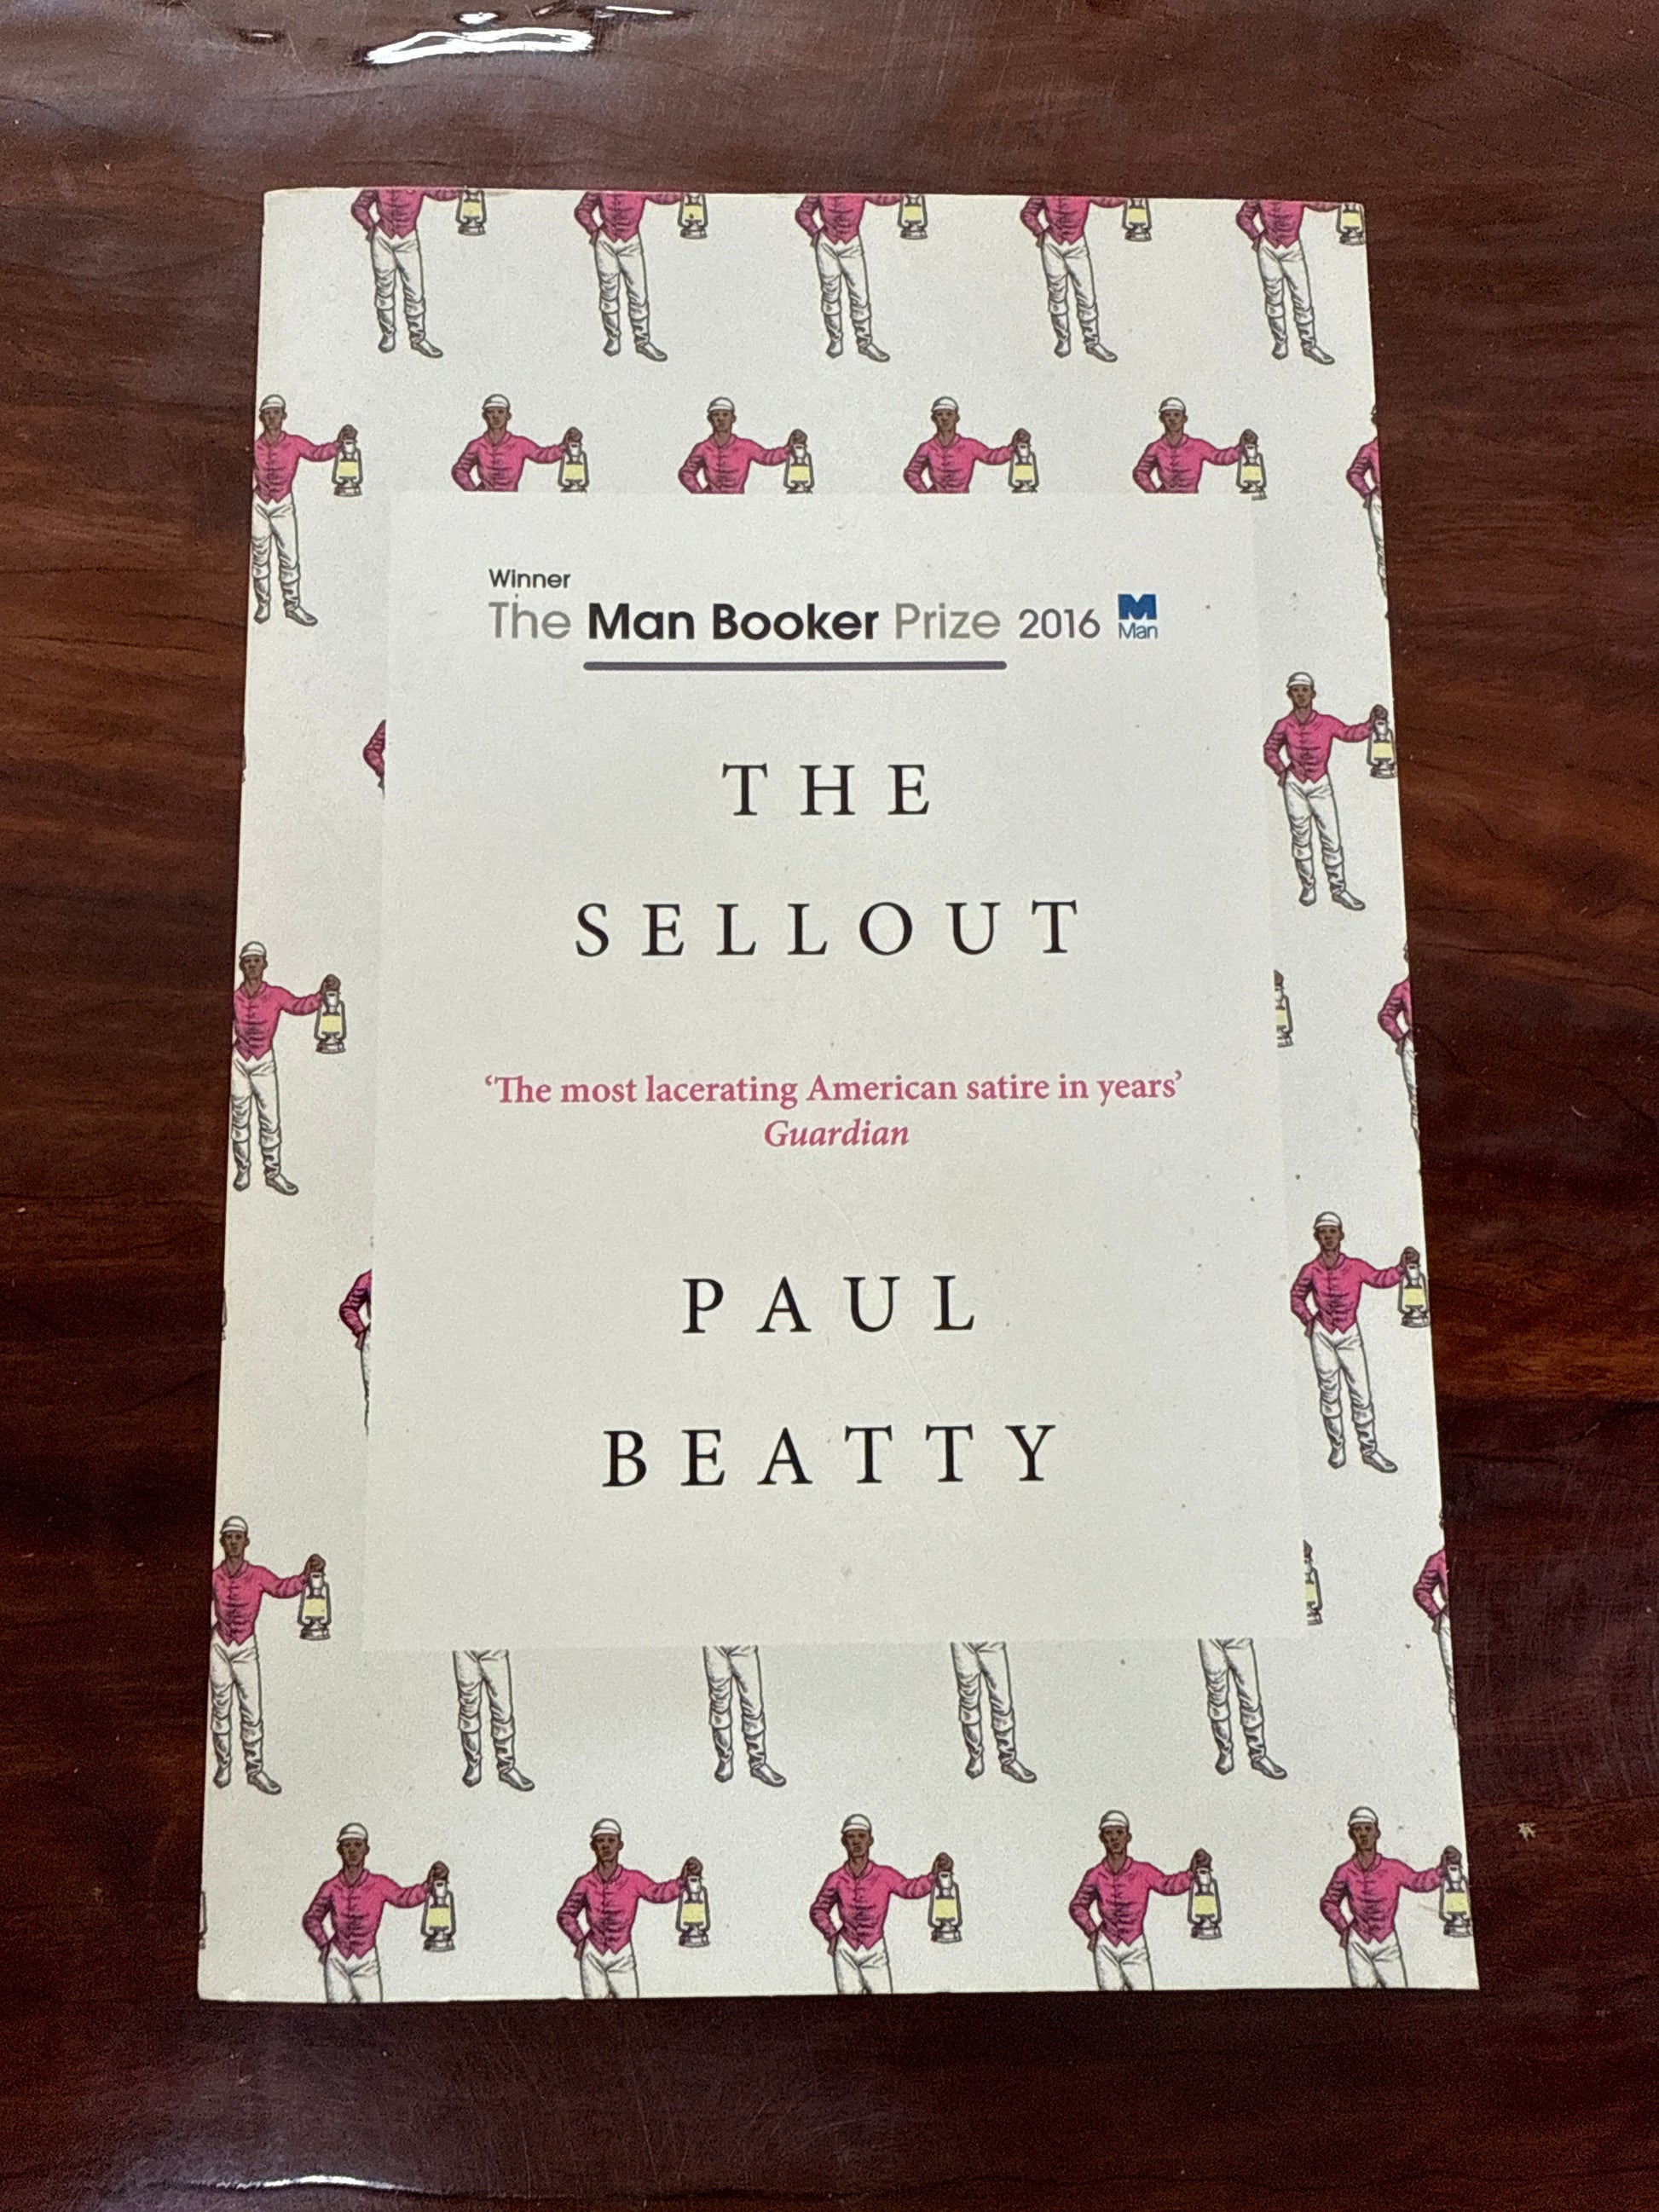 Winner
The Man Booker Prize 2016 M
Man
THE
SELLOUT
‘The most lacerating American satire in years’
Guardian
PAUL
BEATTY